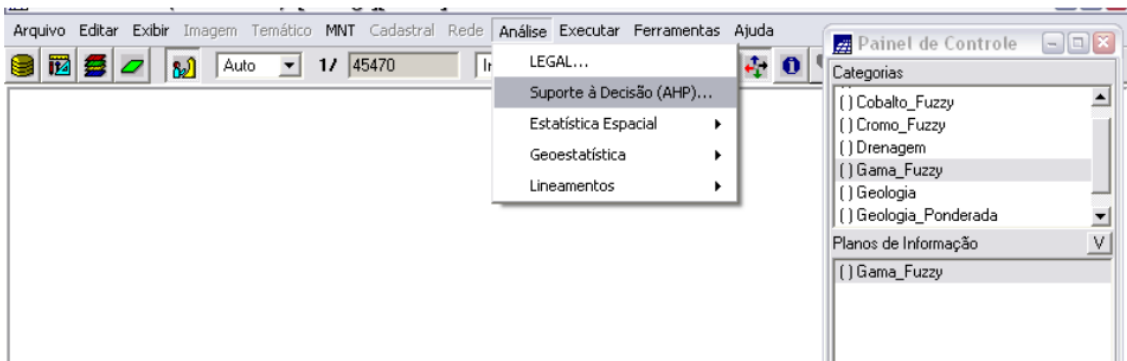 Arquivo Editar Exibir Imagem Temático MNT Cadastral Rede Análise Executar Ferramentas Ajuda
Auto 1/ 45470
LEGAL...
Suporte à Decisão (AHP)...
Estatística Espacial
Geoestatística
Lineamentos
Painel de Controle
Categorias
( ) Cobalto_Fuzzy
( ) Cromo_Fuzzy
( ) Drenagem
( ) Gama_Fuzzy
( ) Geologia
( ) Geologia_Ponderada
Planos de Informação V
( ) Gama_Fuzzy